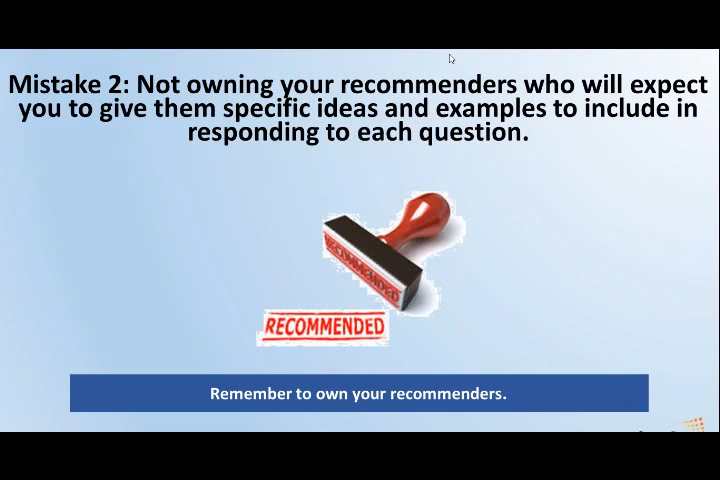 Mistake 2: Not owning your recommenders who will expect
you to give them specific ideas and examples to include in
responding to each question.
RECOMMENDED
RECOMMENDED
Remember to own your recommenders.